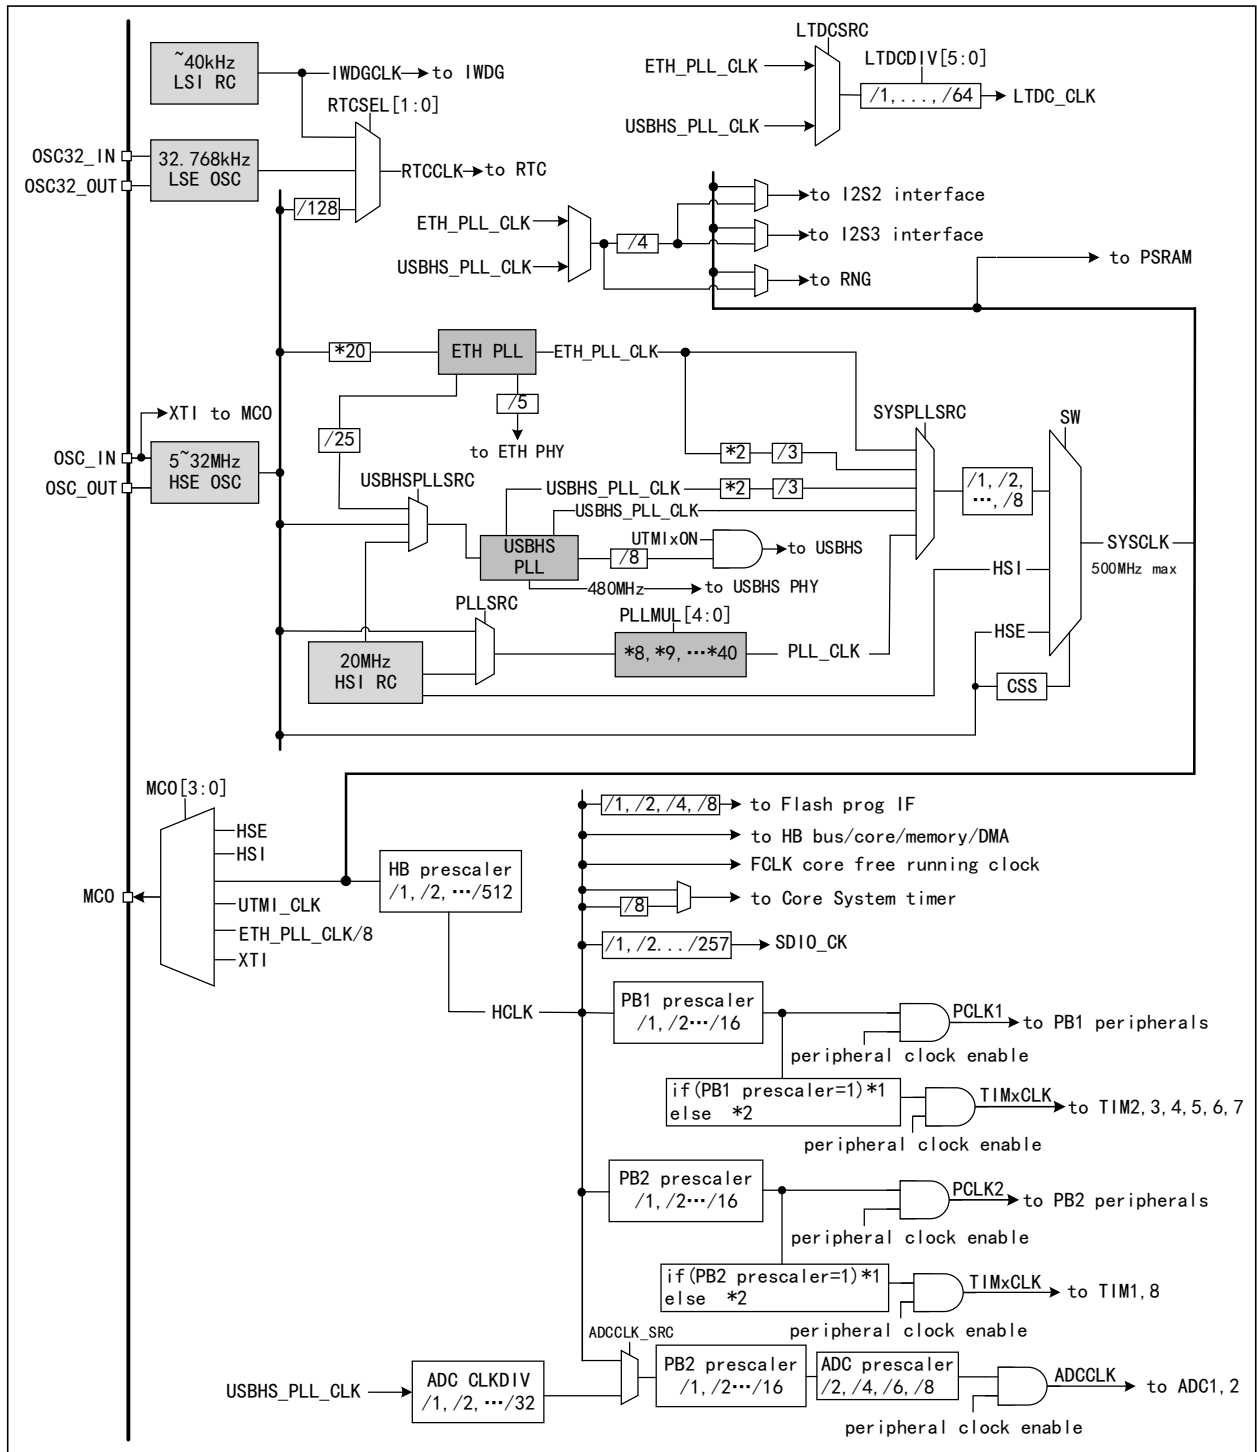 ~40kHz
LSI RC
IWDGCLK
to IWDG
RTCSEL[1:0]
OSC32_IN
OSC32_OUT
32.768kHz
LSE OSC
RTCCLK
to RTC
/128
LTDCSRC
ETH_PLL_CLK
USBHS_PLL_CLK
LTDCDIV[5:0]
/1,...,/64
LTDC_CLK
ETH_PLL_CLK
USBHS_PLL_CLK
/4
to I2S2 interface
to I2S3 interface
to RNG
to PSRAM
*20
ETH PLL
ETH_PLL_CLK
/5
to ETH PHY
/25
XTI to MCO
OSC_IN
OSC_OUT
5~32MHz
HSE OSC
USBHSPLLSRC
USBHS_PLL_CLK
USBHS_PLL_CLK
*2
/3
*2
/3
USBHS
PLL
/8
UTMIxON
to USBHS
480MHz
to USBHS PHY
PLLSRC
PLLMUL[4:0]
*8,*9,···*40
PLL_CLK
20MHz
HSI RC
SYSPLLSRC
/1,/2,
···,/8
SW
HSI
HSE
CSS
SYSCLK
500MHz max
MCO[3:0]
HSE
HSI
MCO
UTMI_CLK
ETH_PLL_CLK/8
XTI
HB prescaler
/1,/2,···/512
HCLK
/1,/2,/4,/8
to Flash prog IF
to HB bus/core/memory/DMA
FCLK core free running clock
/8
to Core System timer
/1,/2.../257
SDIO_CK
PB1 prescaler
/1,/2···/16
PCLK1
to PB1 peripherals
peripheral clock enable
if(PB1 prescaler=1)*1
else *2
TIMxCLK
to TIM2,3,4,5,6,7
peripheral clock enable
PB2 prescaler
/1,/2···/16
PCLK2
to PB2 peripherals
peripheral clock enable
if(PB2 prescaler=1)*1
else *2
TIMxCLK
to TIM1,8
peripheral clock enable
ADCCLK_SRC
USBHS_PLL_CLK
ADC CLKDIV
/1,/2,···/32
PB2 prescaler
/1,/2···/16
ADC prescaler
/2,/4,/6,/8
ADCCLK
to ADC1,2
peripheral clock enable